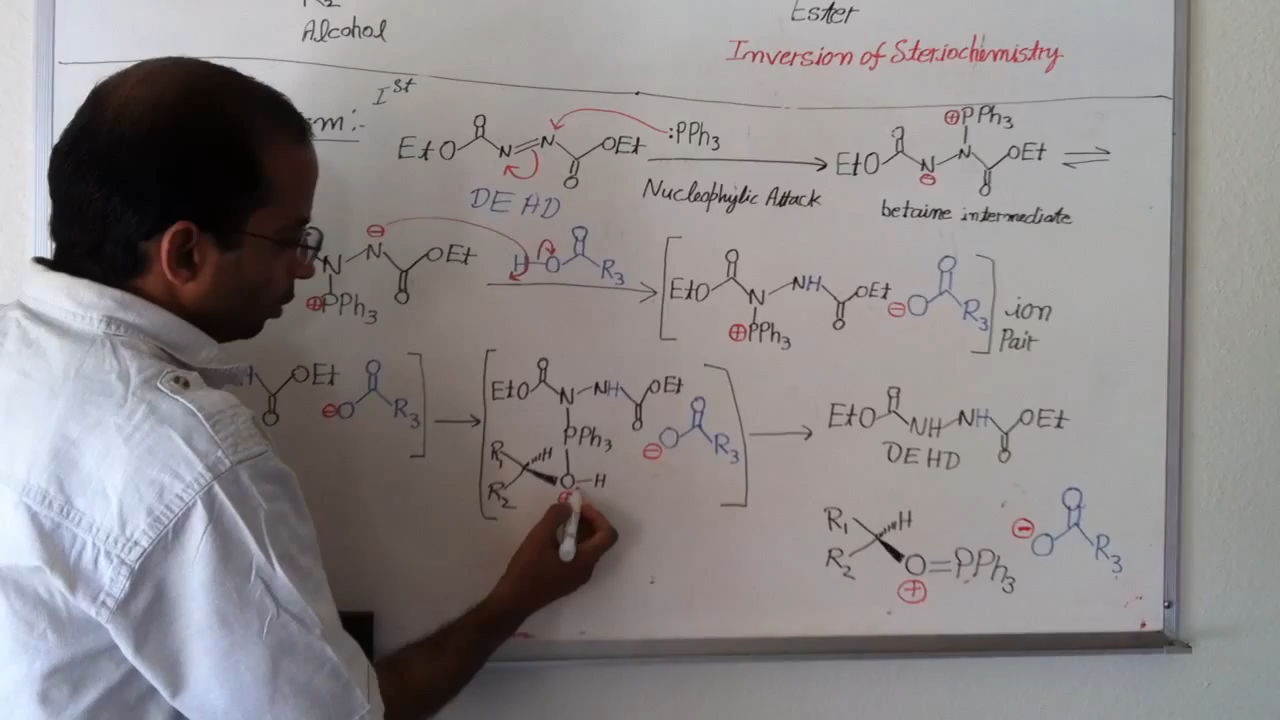 R2
Alcohol
Ester
Inversion of Steriochemistry
Ist
m:-
EtO O N=N O OEt :PPh3
DEAD
Nucleophylic Attack
EtO O N ⊖ N ⊕PPh3 O OEt
betaine intermediate
N N ⊖ O OEt ⊕PPh3
H-O O R3
EtO O N NH O OEt ⊕PPh3 ⊖O O R3
ion
Pair
H O OEt ⊖O O R3
EtO O N NH O OEt ⊖O O R3
PPh3
R1 H
R2 O-H
⊕
EtO O NH NH O OEt
DEHD
R1 H
R2 O=PPh3
⊕
⊖ O O R3